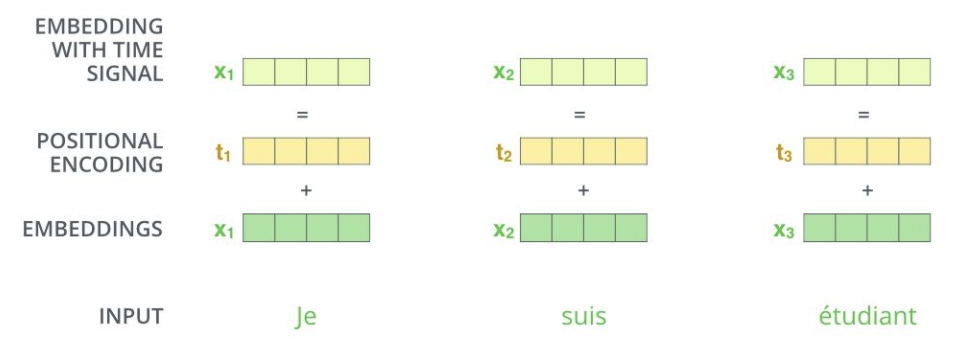 EMBEDDING
WITH TIME
SIGNAL
x₁ x₂ x₃
= = =
POSITIONAL
ENCODING
t₁ t₂ t₃
+ + +
EMBEDDINGS x₁ x₂ x₃
INPUT Je suis étudiant